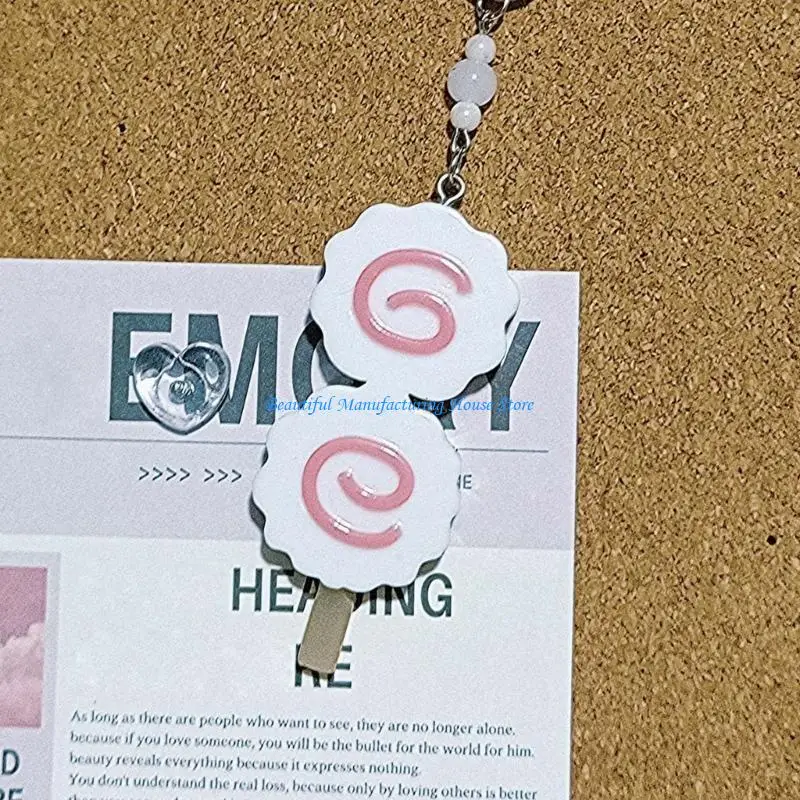 Beautiful Manufacturing House Store
>>>> >>>
HEADING
RE
As long as there are people who want to see, they are no longer alone.
because if you love someone, you will be the bullet for the world for him.
beauty reveals everything because it expresses nothing.
You don't understand the real loss, because only by loving others is better